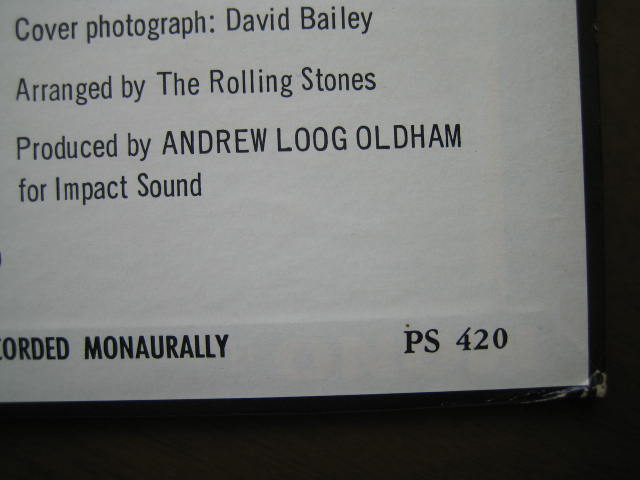 Cover photograph: David Bailey
Arranged by The Rolling Stones
Produced by ANDREW LOOG OLDHAM
for Impact Sound
CORDED MONAURALLY PS 420